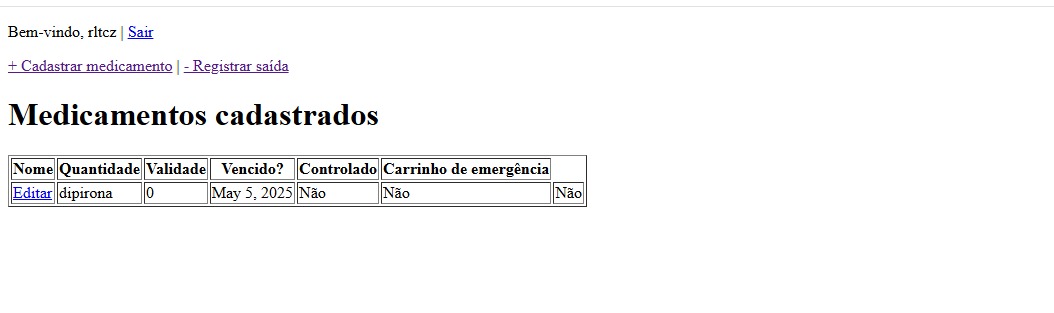 Bem-vindo, rltcz | Sair
+ Cadastrar medicamento | - Registrar saída
Medicamentos cadastrados
Nome Quantidade Validade Vencido? Controlado Carrinho de emergência
Editar dipirona 0 May 5, 2025 Não Não Não